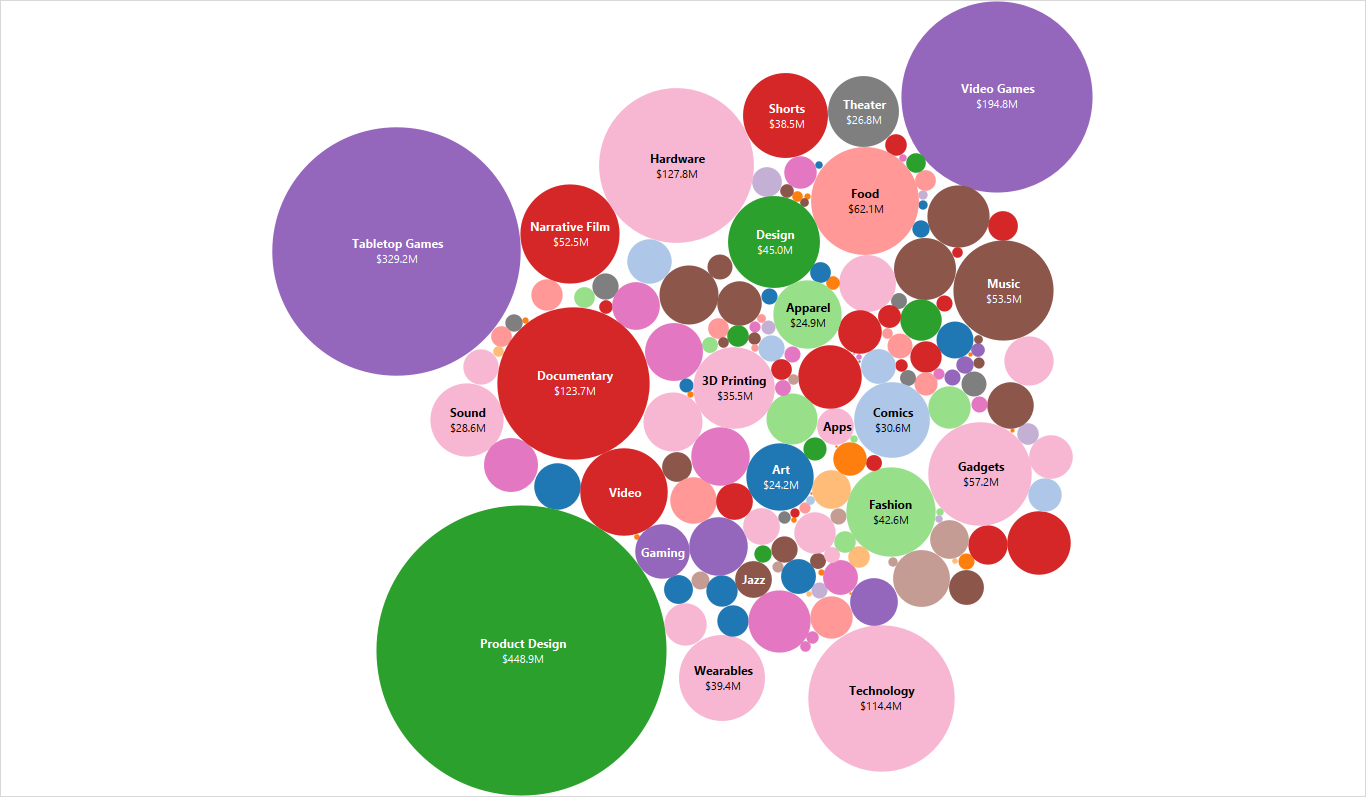 Video Games
$194.8M
Shorts
$38.5M
Theater
$26.8M
Hardware
$127.8M
Food
$62.1M
Narrative Film
$52.5M
Design
$45.0M
Tabletop Games
$329.2M
Music
$53.5M
Apparel
$24.9M
Documentary
$123.7M
3D Printing
$35.5M
Sound
$28.6M
Comics
$30.6M
Apps
Gadgets
$57.2M
Art
$24.2M
Video
Fashion
$42.6M
Gaming
Jazz
Product Design
$448.9M
Wearables
$39.4M
Technology
$114.4M